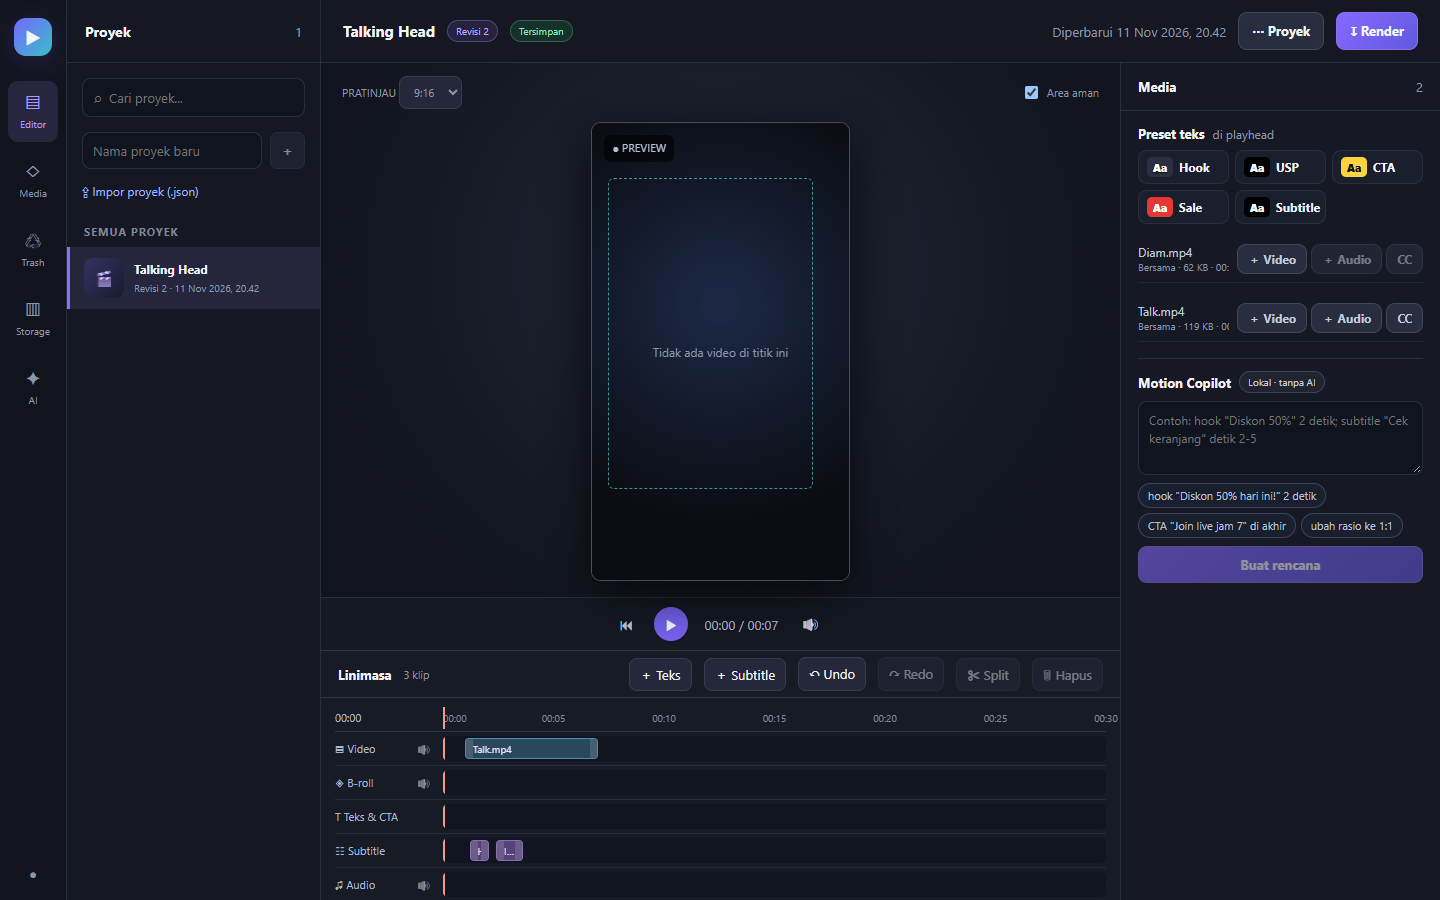 Editor
Media
Trash
Storage
AI
Proyek
1
Cari proyek...
Nama proyek baru
+
Impor proyek (.json)
SEMUA PROYEK
Talking Head
Revisi 2 · 11 Nov 2026, 20.42
Talking Head
Revisi 2
Tersimpan
Diperbarui 11 Nov 2026, 20.42
··· Proyek
↧ Render
PRATINJAU
9:16
Area aman
● PREVIEW
Tidak ada video di titik ini
00:00 / 00:07
Linimasa
3 klip
+ Teks
+ Subtitle
↶ Undo
↷ Redo
Split
Hapus
00:00
00:00
00:05
00:10
00:15
00:20
00:25
00:30
Video
Talk.mp4
B-roll
T Teks & CTA
Subtitle
I...
♫ Audio
Media
2
Preset teks
di playhead
Aa Hook
Aa USP
Aa CTA
Aa Sale
Aa Subtitle
Diam.mp4
Bersama · 62 KB · 00:
+ Video
+ Audio
CC
Talk.mp4
Bersama · 119 KB ·
+ Video
+ Audio
CC
Motion Copilot
Lokal · tanpa AI
Contoh: hook "Diskon 50%" 2 detik; subtitle "Cek
keranjang" detik 2-5
hook "Diskon 50% hari ini!" 2 detik
CTA "Join live jam 7" di akhir
ubah rasio ke 1:1
Buat rencana